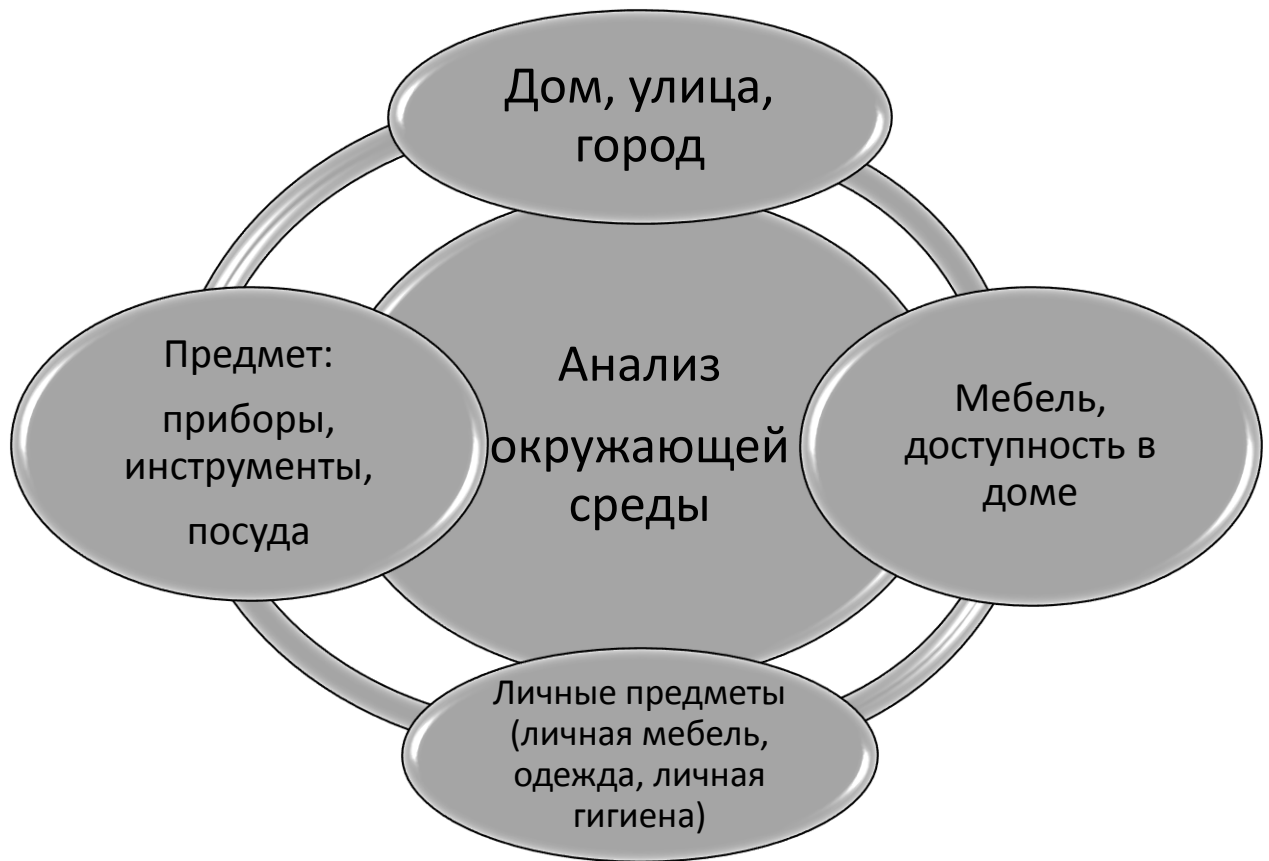 Дом, улица,
город
Предмет:
приборы,
инструменты,
посуда
Анализ
окружающей
среды
Мебель,
доступность в
доме
Личные предметы
(личная мебель,
одежда, личная
гигиена)